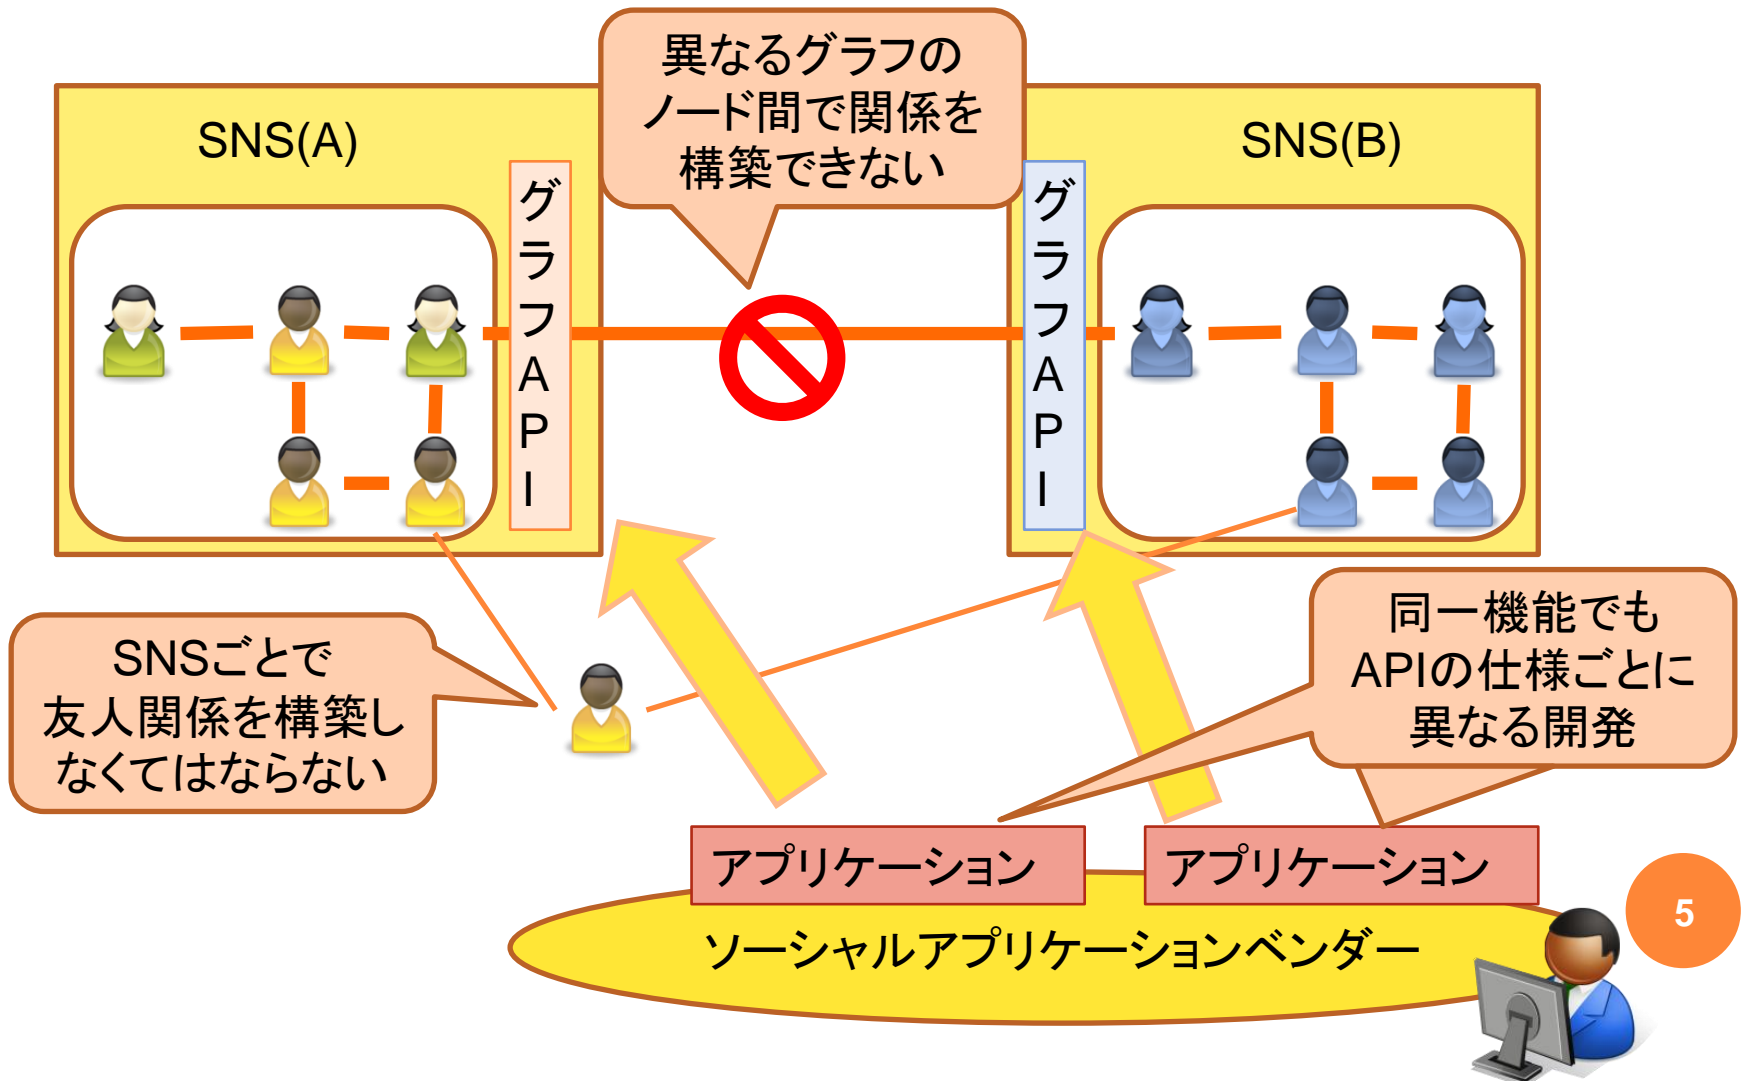 異なるグラフの
ノード間で関係を
構築できない
SNS(A)
SNS(B)
グラフAPI
グラフAPI
SNSごとで
友人関係を構築し
なくてはならない
同一機能でも
APIの仕様ごとに
異なる開発
アプリケーション
アプリケーション
ソーシャルアプリケーションベンダー
5